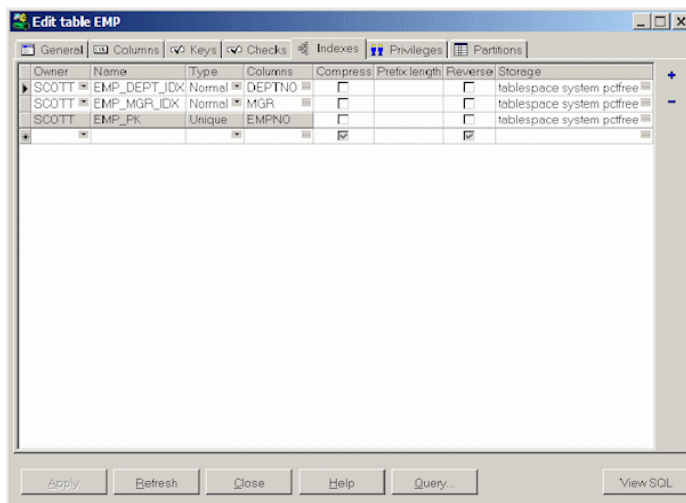 Edit table EMP
General Columns Keys Checks Indexes Privileges Partitions
Owner Name Type Columns Compress Prefix length Reverse Storage
SCOTT EMP_DEPT_IDX Normal DEPTNO tablespace system pctfree
SCOTT EMP_MGR_IDX Normal MGR tablespace system pctfree
SCOTT EMP_PK Unique EMPNO tablespace system pctfree
Apply Refresh Close Help Query... View SQL